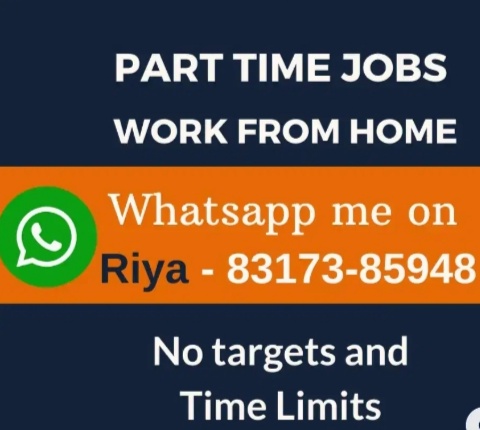 PART TIME JOBS
WORK FROM HOME
Whatsapp me on
Riya - 83173-85948
No targets and
Time Limits